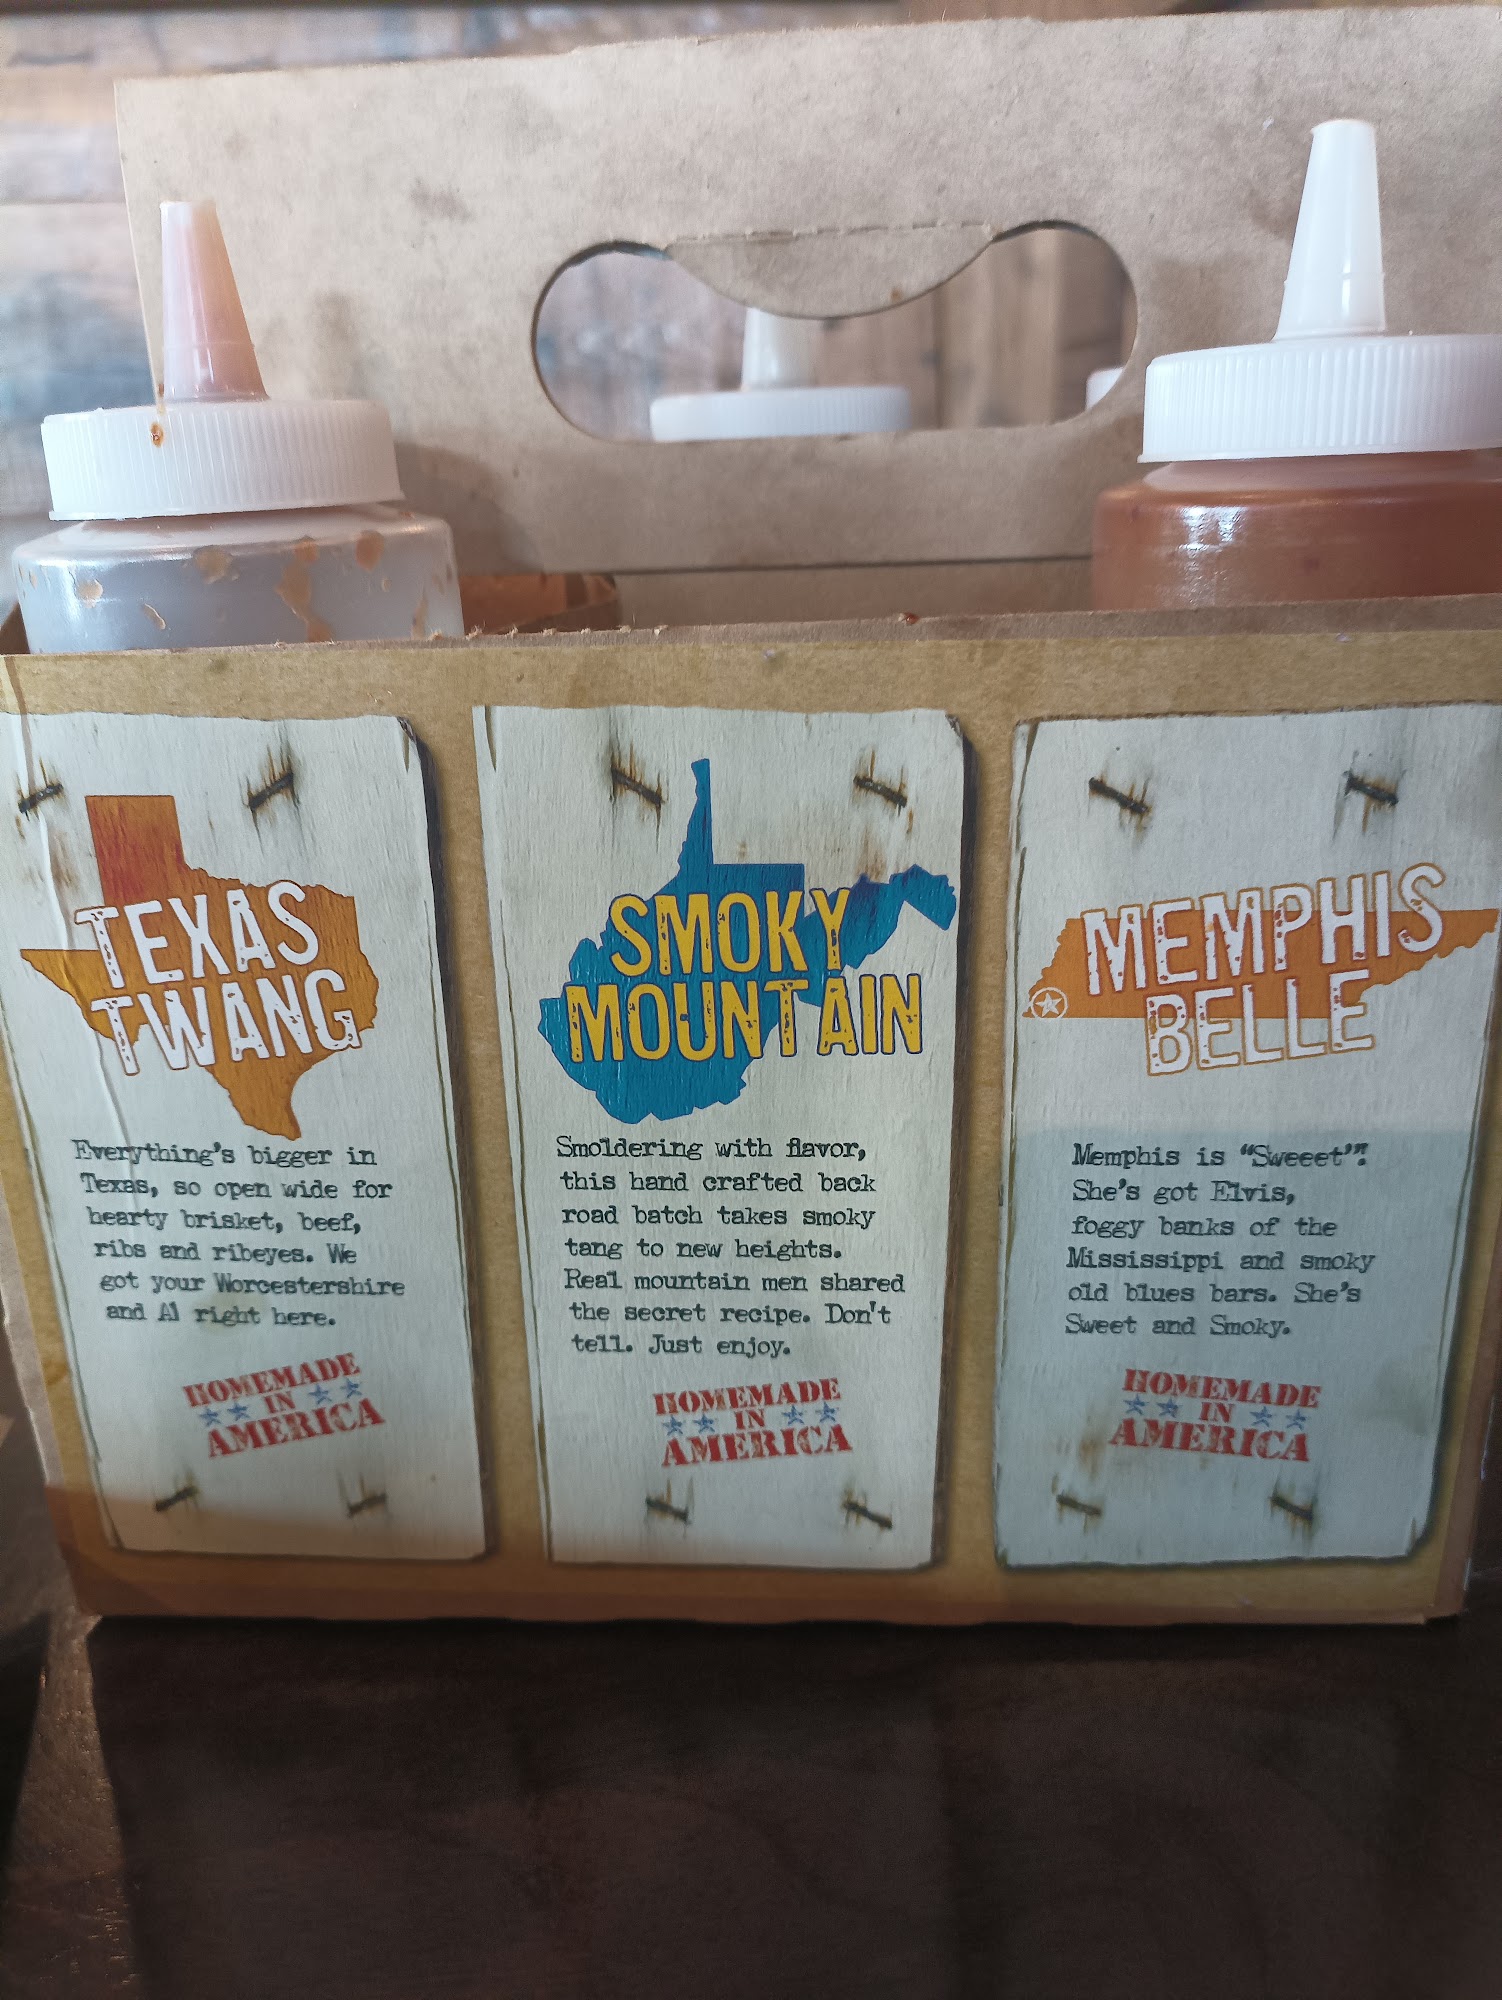 TEXAS
TWANG
Everything's bigger in
Texas, so open wide for
hearty brisket, beef,
ribs and ribeyes. We
got your Worcestershire
and A1 right here.
HOMEMADE
IN
AMERICA
SMOKY
MOUNTAIN
Smoldering with flavor,
this hand crafted back
road batch takes smoky
tang to new heights.
Real mountain men shared
the secret recipe. Don't
tell. Just enjoy.
HOMEMADE
IN
AMERICA
MEMPHIS
BELLE
Memphis is "Sweeet"!
She's got Elvis,
foggy banks of the
Mississippi and smoky
old blues bars. She's
Sweet and Smoky.
HOMEMADE
IN
AMERICA